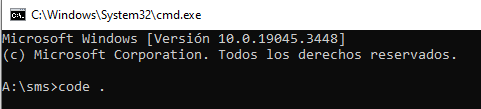 C:\Windows\System32\cmd.exe
Microsoft Windows [Versión 10.0.19045.3448]
(c) Microsoft Corporation. Todos los derechos reservados.
A:\sms>code .